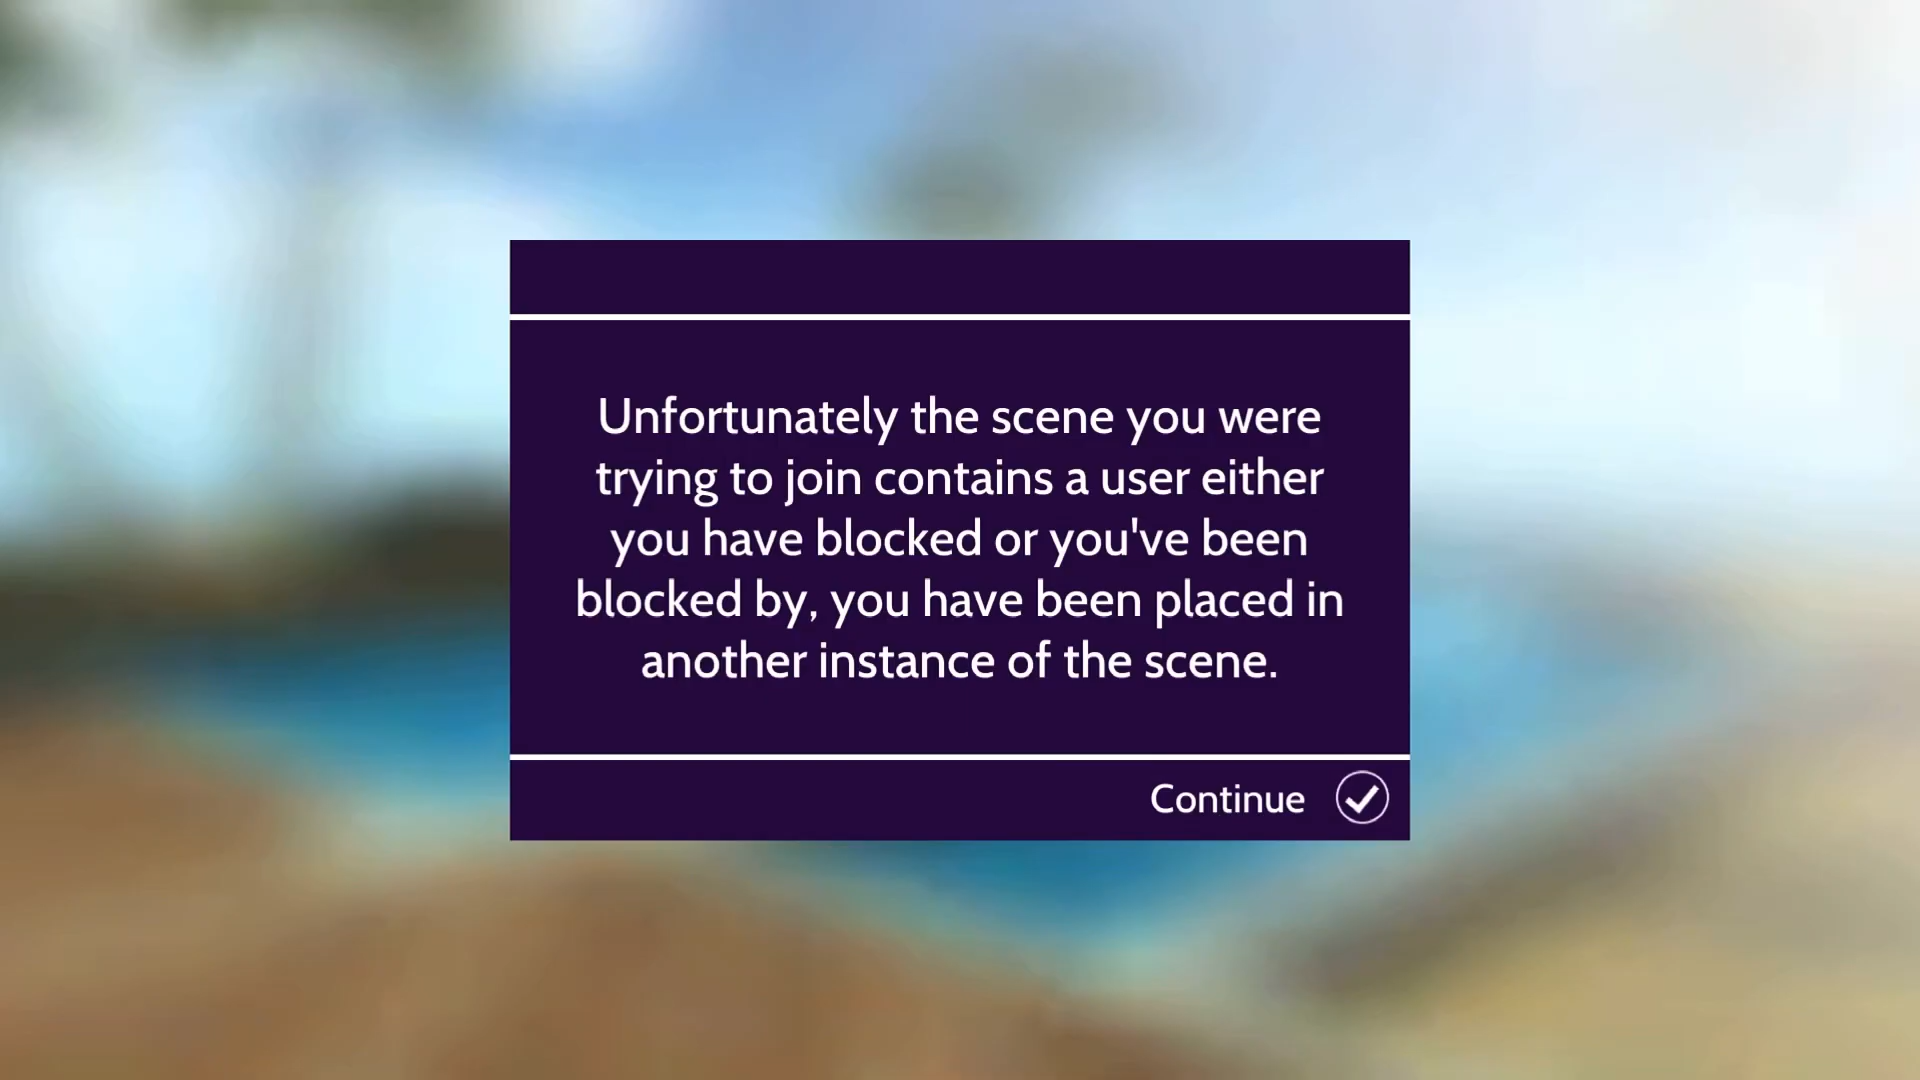 Unfortunately the scene you were
trying to join contains a user either
you have blocked or you've been
blocked by, you have been placed in
another instance of the scene.
Continue